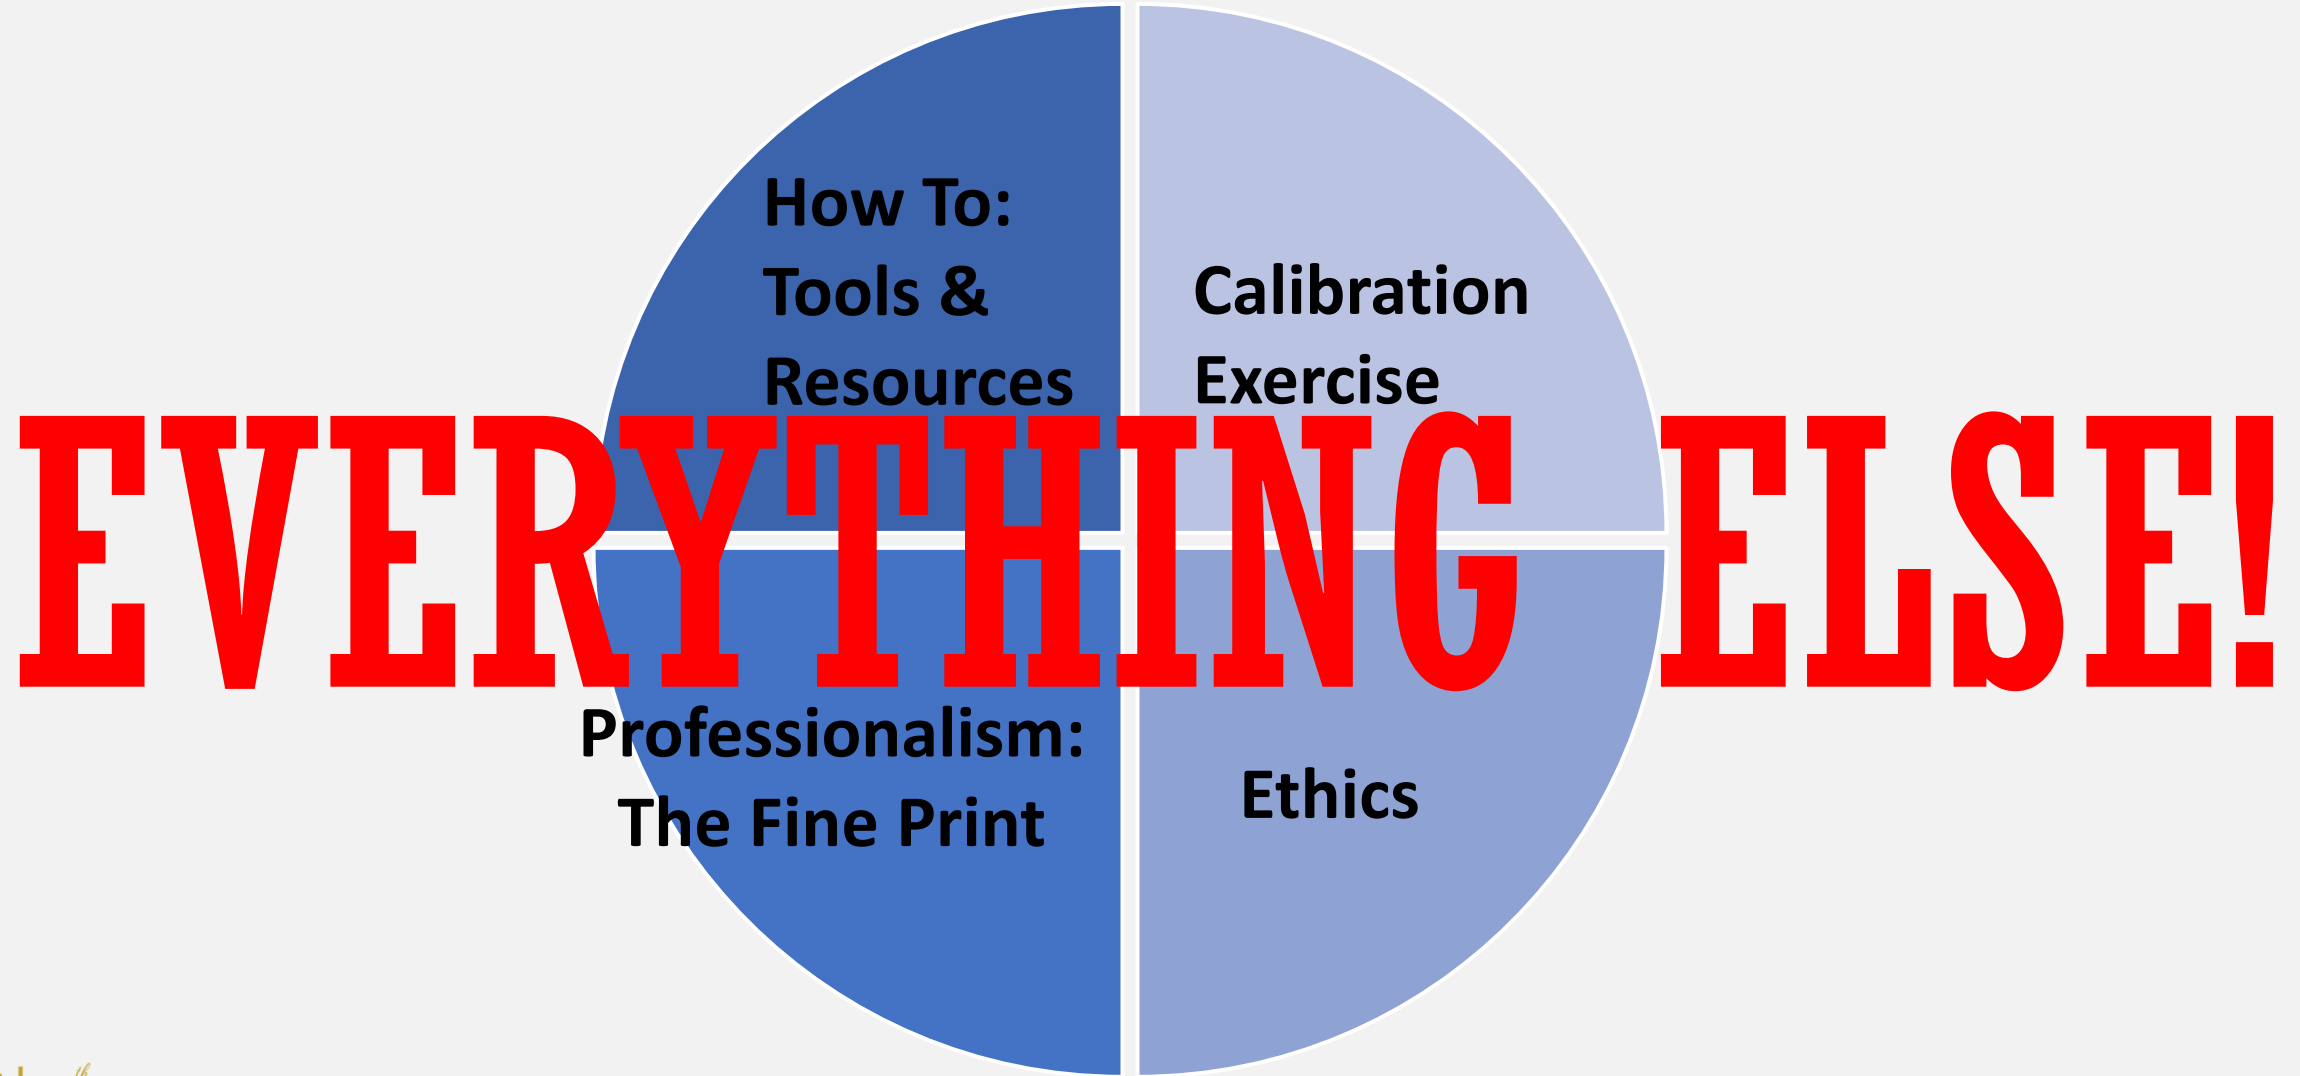 How To:
Tools &
Resources
Calibration
Exercise
EVERYTHING ELSE!
Professionalism:
The Fine Print
Ethics